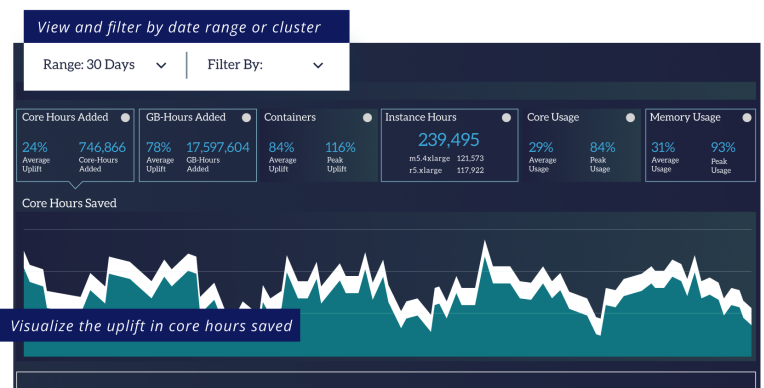 View and filter by date range or cluster
Range: 30 Days
Filter By:
Core Hours Added
GB-Hours Added
Containers
Instance Hours
Core Usage
Memory Usage
24%
Average
Uplift
746,866
Core-Hours
Added
78%
Average
Uplift
17,597,604
GB-Hours
Added
84%
Average
Uplift
116%
Peak
Uplift
239,495
m5.4xlarge 121,573
r5.xlarge 117,922
29%
Average
Usage
84%
Peak
Usage
31%
Average
Usage
93%
Peak
Usage
Core Hours Saved
Visualize the uplift in core hours saved